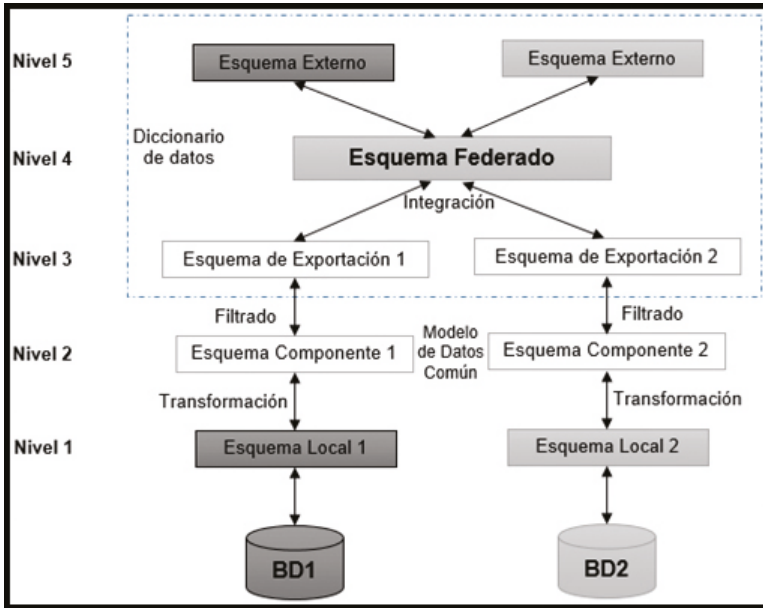 Nivel 5
Esquema Externo
Esquema Externo
Diccionario
de datos
Nivel 4
Esquema Federado
Integración
Nivel 3
Esquema de Exportación 1
Esquema de Exportación 2
Filtrado
Filtrado
Nivel 2
Esquema Componente 1
Modelo
de Datos
Común
Esquema Componente 2
Transformación
Transformación
Nivel 1
Esquema Local 1
Esquema Local 2
BD1
BD2